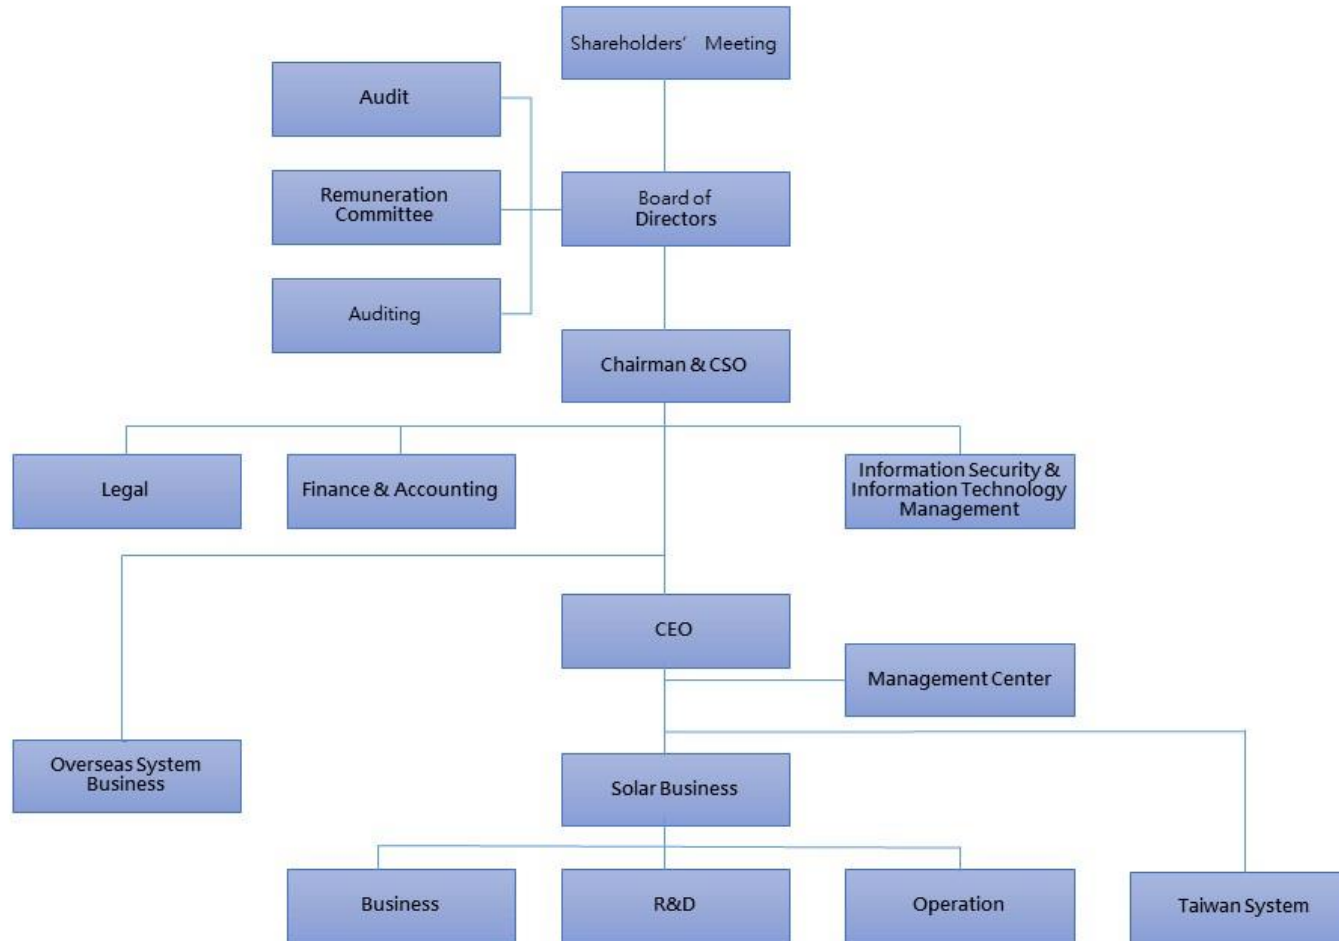 Shareholders’ Meeting
Audit
Remuneration
Committee
Board of
Directors
Auditing
Chairman & CSO
Legal
Finance & Accounting
Information Security &
Information Technology
Management
CEO
Management Center
Overseas System
Business
Solar Business
Business
R&D
Operation
Taiwan System